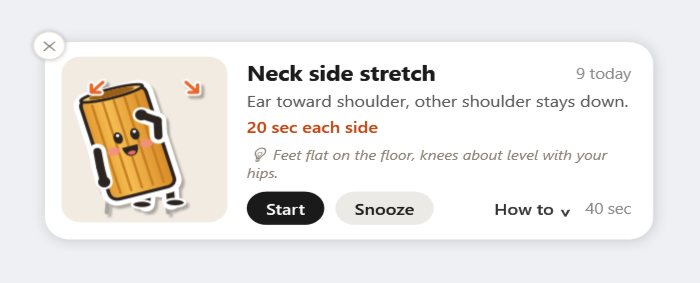 Neck side stretch
9 today
Ear toward shoulder, other shoulder stays down.
20 sec each side
Feet flat on the floor, knees about level with your
hips.
Start
Snooze
How to
40 sec